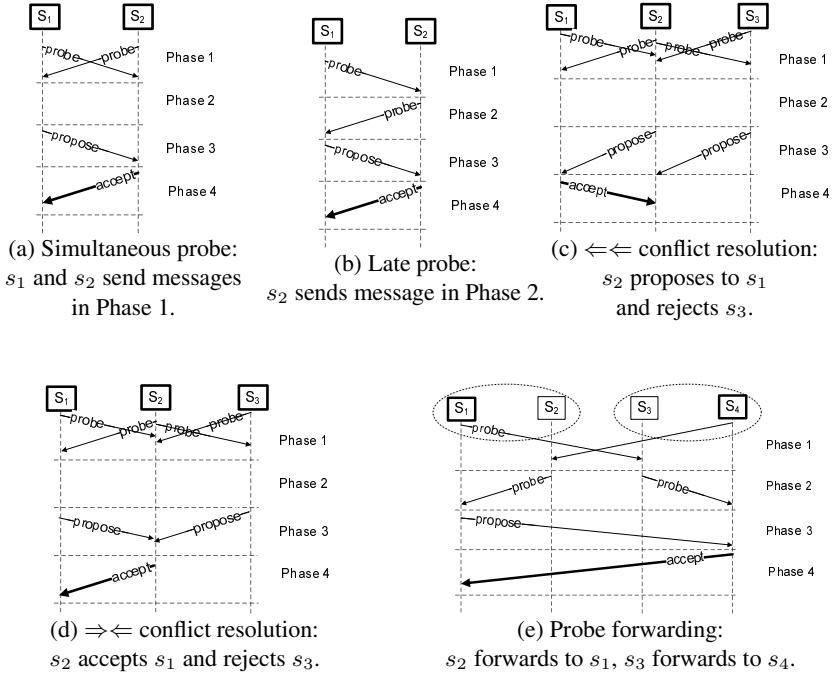 S1 S2
probe probe
Phase 1
Phase 2
propose
Phase 3
accept
Phase 4
(a) Simultaneous probe:
s1 and s2 send messages
in Phase 1.
S1 S2
probe
Phase 1
probe
Phase 2
propose
Phase 3
accept
Phase 4
(b) Late probe:
s2 sends message in Phase 2.
S1 S2 S3
probe probe probe probe
Phase 1
Phase 2
propose propose
Phase 3
accept
Phase 4
(c) ⇐⇐ conflict resolution:
s2 proposes to s1
and rejects s3.
S1 S2 S3
probe probe probe probe
Phase 1
Phase 2
propose propose
Phase 3
accept
Phase 4
(d) ⇒⇐ conflict resolution:
s2 accepts s1 and rejects s3.
S1 S2 S3 S4
probe
Phase 1
probe probe
Phase 2
propose
Phase 3
accept
Phase 4
(e) Probe forwarding:
s2 forwards to s1, s3 forwards to s4.